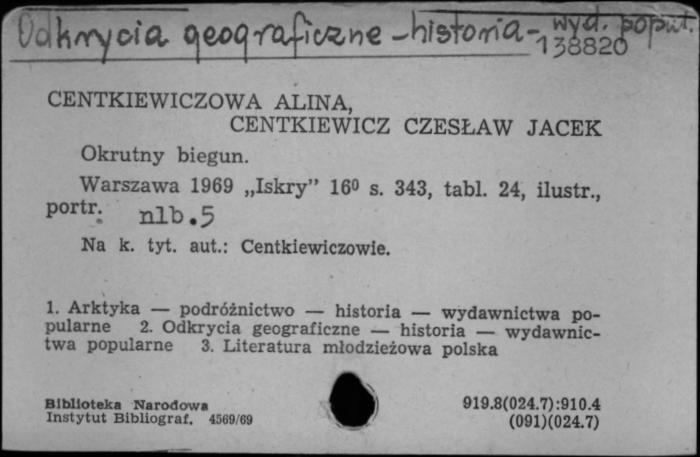 Odkrycia geograficzne - historia - wyd. popul.
138820
CENTKIEWICZOWA ALINA,
CENTKIEWICZ CZESŁAW JACEK
Okrutny biegun.
Warszawa 1969 „Iskry” 16⁰ s. 343, tabl. 24, ilustr.,
portr. nlb.5
Na k. tyt. aut.: Centkiewiczowie.
1. Arktyka — podróżnictwo — historia — wydawnictwa po-
pularne 2. Odkrycia geograficzne — historia — wydawnic-
twa popularne 3. Literatura młodzieżowa polska
Biblioteka Narodowa
Instytut Bibliograf. 4569/69
919.8(024.7):910.4
(091)(024.7)